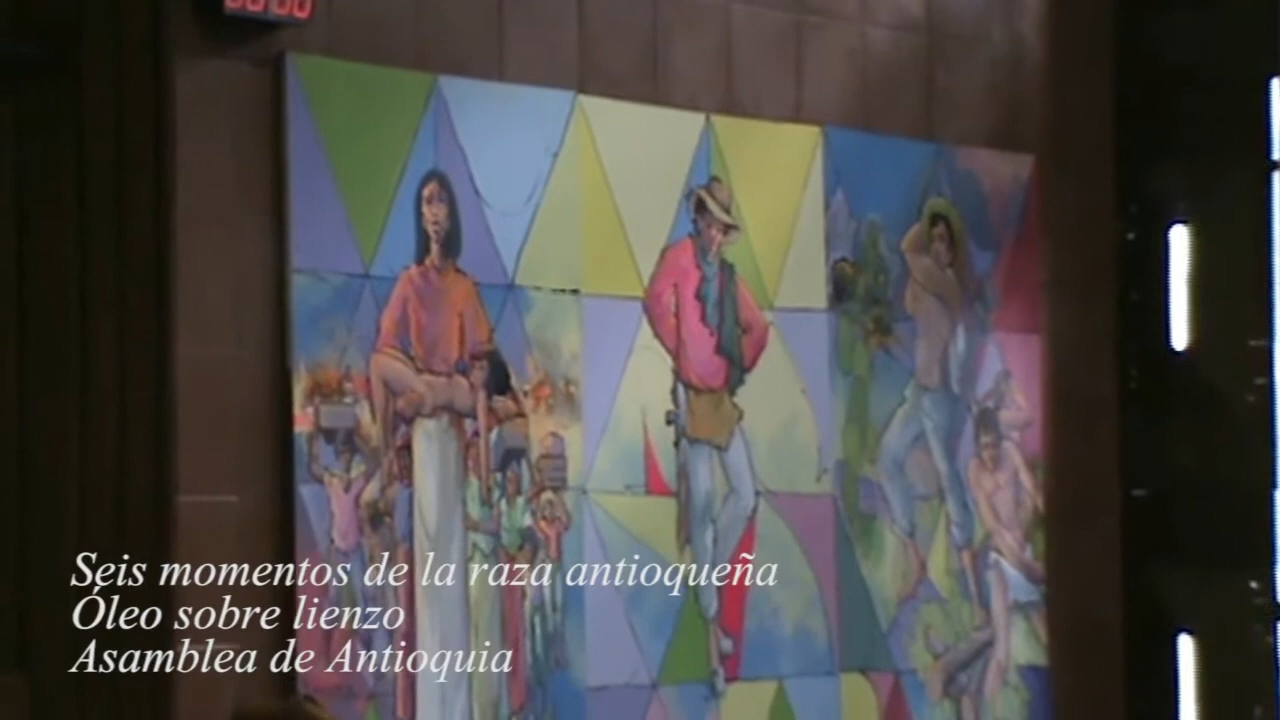 Seis momentos de la raza antioqueña
Óleo sobre lienzo
Asamblea de Antioquia